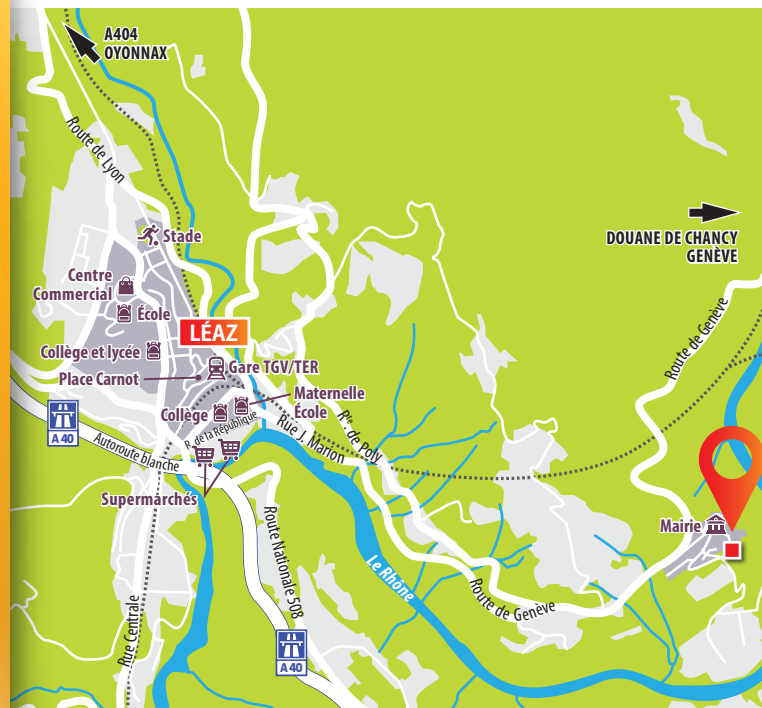 A404
OYONNAX
Route de Lyon
DOUANE DE CHANCY
GENÈVE
Stade
Centre
Commercial
École
LÉAZ
Collège et lycée
Gare TGV/TER
Place Carnot
Maternelle
École
Collège
R. de la République
Rue J. Marion
Rte. de Poly
Route de Genève
A 40
Autoroute blanche
Supermarchés
Mairie
Route Nationale 508
Le Rhône
Route de Genève
Rue Centrale
A 40